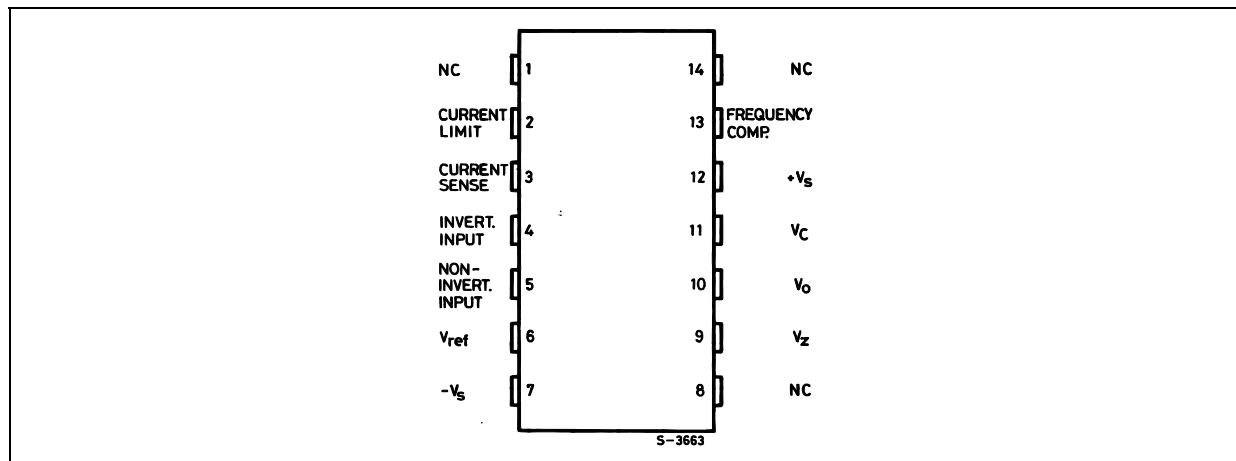 NC 1 14 NC
CURRENT LIMIT 2 13 FREQUENCY COMP.
CURRENT SENSE 3 12 +Vs
INVERT. INPUT 4 11 VC
NON-INVERT. INPUT 5 10 Vo
Vref 6 9 Vz
-Vs 7 8 NC
S-3663